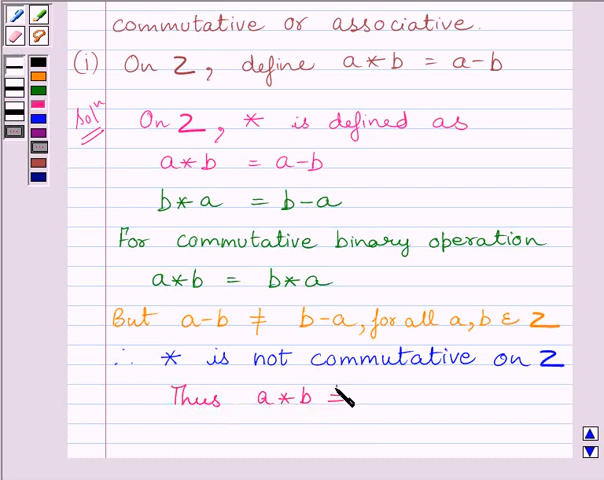 commutative or associative.
(i) On Z, define a * b = a - b
Solⁿ On Z, * is defined as
a * b = a - b
b * a = b - a
For commutative binary operation
a * b = b * a
But a - b ≠ b - a, for all a, b ε Z
∴ * is not commutative on Z
Thus a * b =